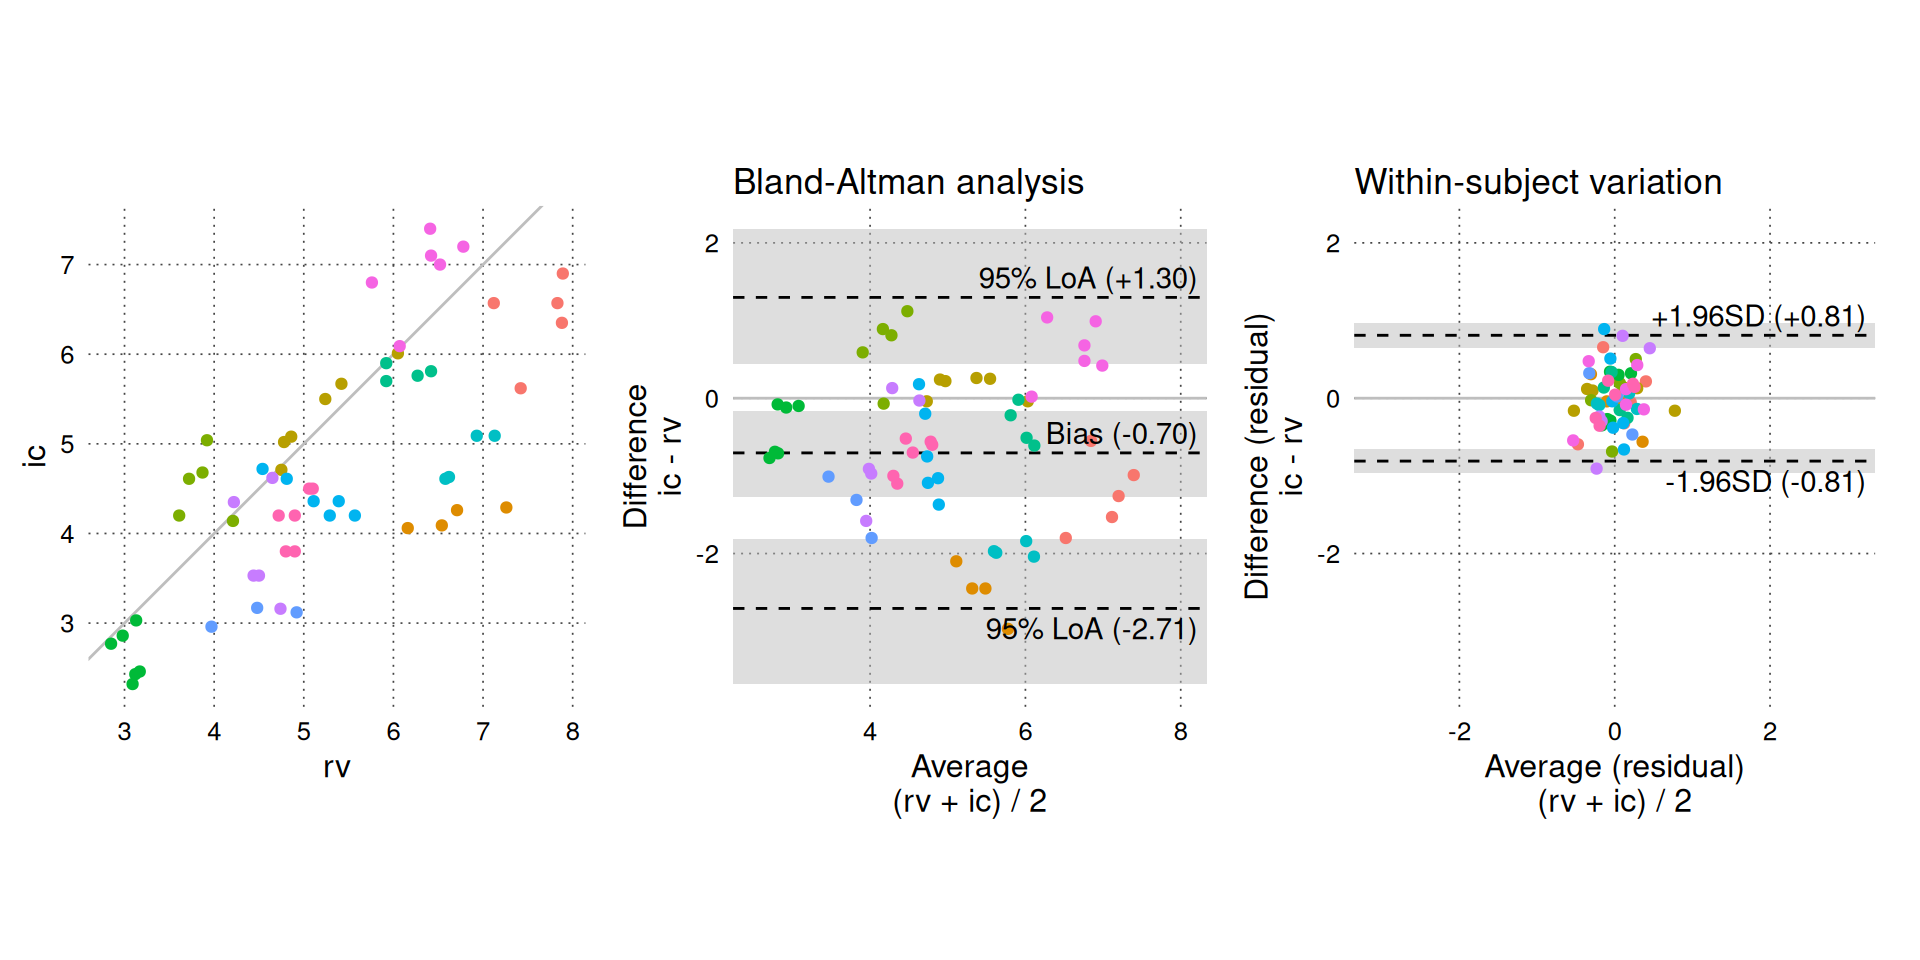 ic
7
6
5
4
3
3 4 5 6 7 8
rv
Bland-Altman analysis
Difference
ic - rv
2
0
-2
95% LoA (+1.30)
Bias (-0.70)
95% LoA (-2.71)
4 6 8
Average
(rv + ic) / 2
Within-subject variation
Difference (residual)
ic - rv
2
0
-2
+1.96SD (+0.81)
-1.96SD (-0.81)
-2 0 2
Average (residual)
(rv + ic) / 2